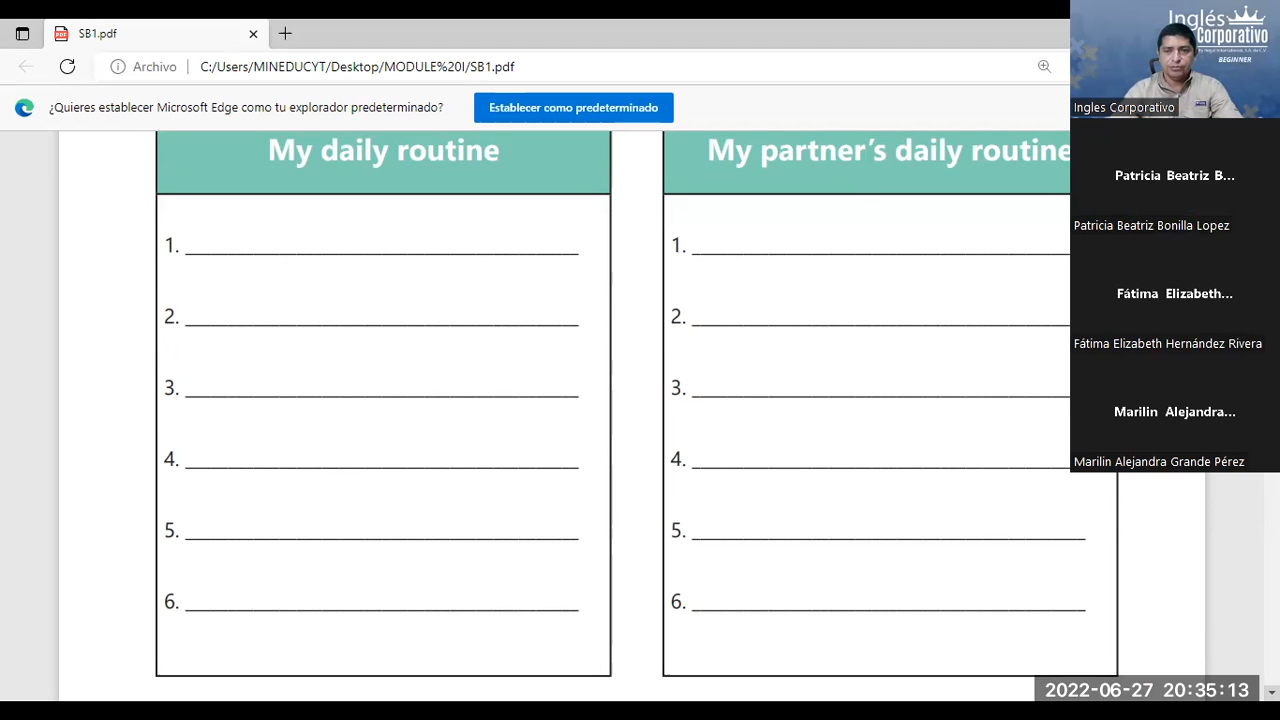 SB1.pdf
Archivo
C:/Users/MINEDUCYT/Desktop/MODULE%20I/SB1.pdf
¿Quieres establecer Microsoft Edge como tu explorador predeterminado?
Establecer como predeterminado
My daily routine
1.
2.
3.
4.
5.
6.
My partner's daily routine
1.
2.
3.
4.
5.
6.
Inglés
Corporativo
BEGINNER
Ingles Corporativo
Patricia Beatriz B...
Patricia Beatriz Bonilla Lopez
Fátima Elizabeth...
Fátima Elizabeth Hernández Rivera
Marilin Alejandra...
Marilin Alejandra Grande Pérez
2022-06-27 20:35:13